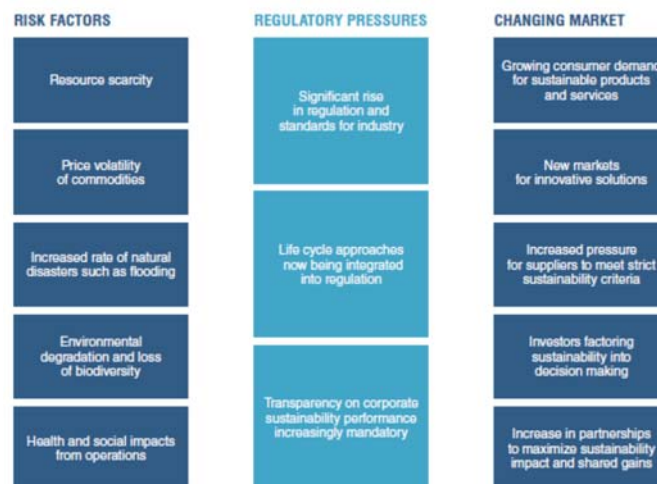 RISK FACTORS
Resource scarcity
Price volatility
of commodities
Increased rate of natural
disasters such as flooding
Environmental
degradation and loss
of biodiversity
Health and social impacts
from operations
REGULATORY PRESSURES
Significant rise
in regulation and
standards for industry
Life cycle approaches
now being integrated
into regulation
Transparency on corporate
sustainability performance
increasingly mandatory
CHANGING MARKET
Growing consumer demand
for sustainable products
and services
New markets
for innovative solutions
Increased pressure
for suppliers to meet strict
sustainability criteria
Investors factoring
sustainability into
decision making
Increase in partnerships
to maximize sustainability
impact and shared gains